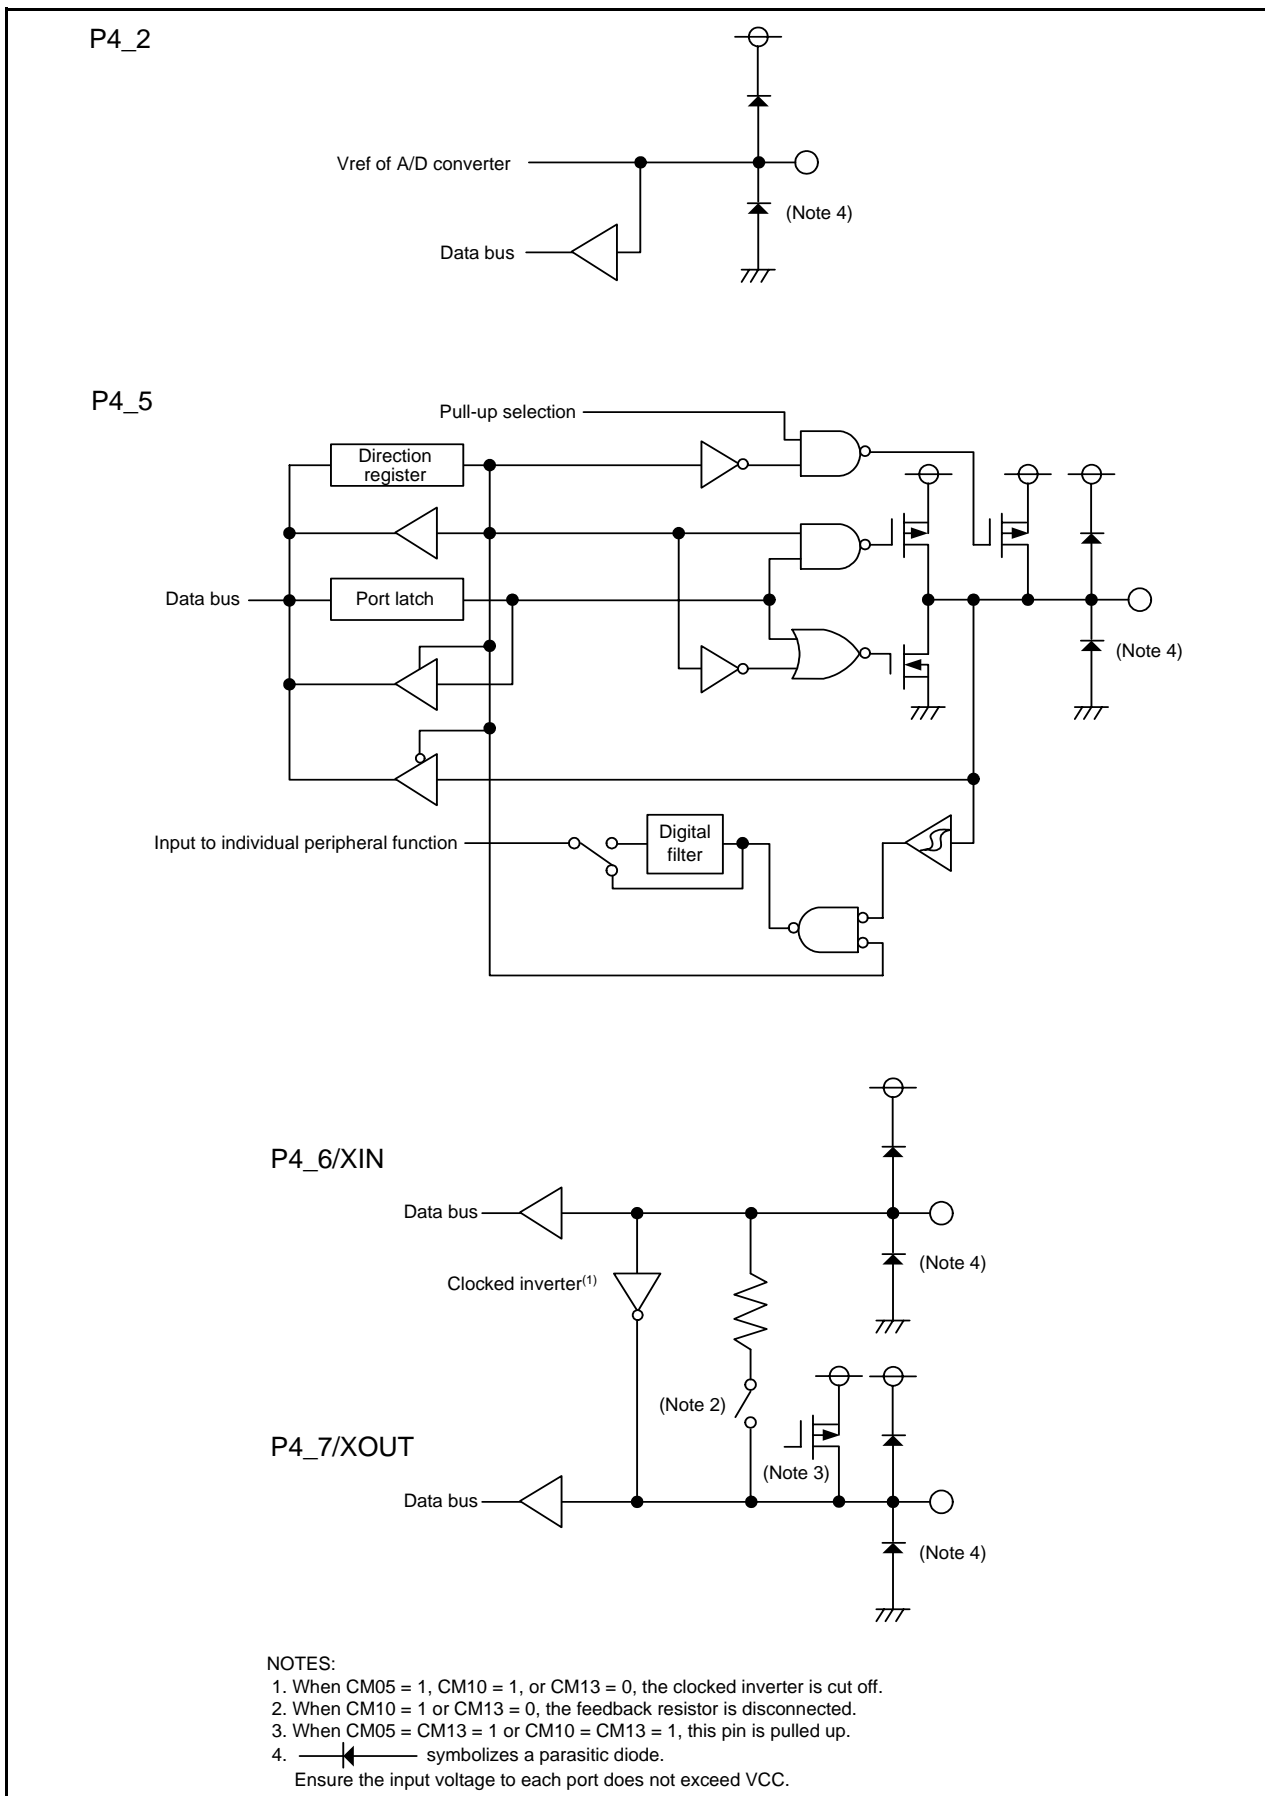 P4_2
Vref of A/D converter
(Note 4)
Data bus
P4_5
Pull-up selection
Direction
register
Data bus
Port latch
(Note 4)
Input to individual peripheral function
Digital
filter
P4_6/XIN
Data bus
(Note 4)
Clocked inverter(1)
(Note 2)
P4_7/XOUT
(Note 3)
Data bus
(Note 4)
NOTES:
1. When CM05 = 1, CM10 = 1, or CM13 = 0, the clocked inverter is cut off.
2. When CM10 = 1 or CM13 = 0, the feedback resistor is disconnected.
3. When CM05 = CM13 = 1 or CM10 = CM13 = 1, this pin is pulled up.
4. symbolizes a parasitic diode.
Ensure the input voltage to each port does not exceed VCC.